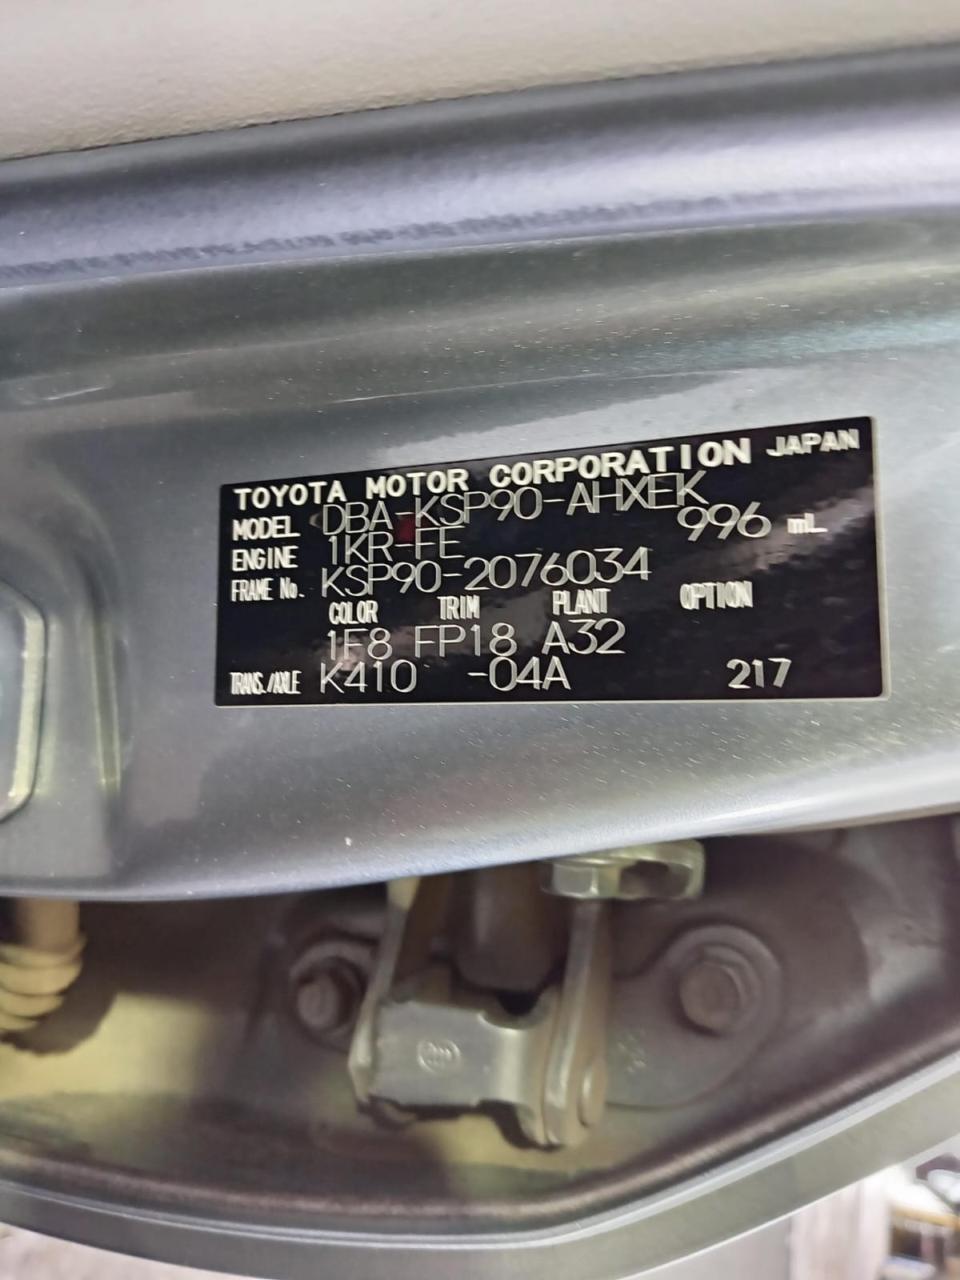 TOYOTA MOTOR CORPORATION JAPAN
MODEL DBA-KSP90-AHXEK
ENGINE 1KR-FE 996 mL
FRAME No. KSP90-2076034
COLOR TRIM PLANT OPTION
1F8 FP18 A32
TRANS./AXLE K410 -04A 217